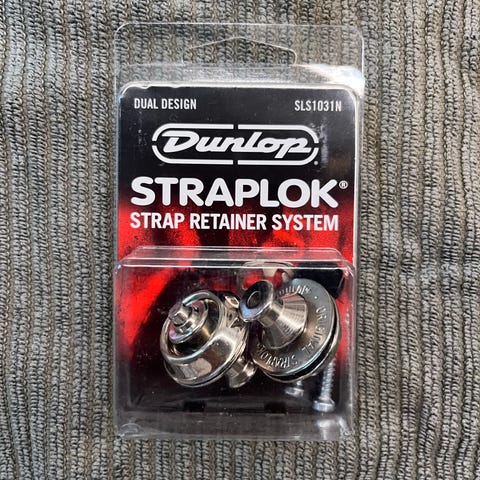 DUAL DESIGN SLS1031N
Dunlop
STRAPLOK®
STRAP RETAINER SYSTEM